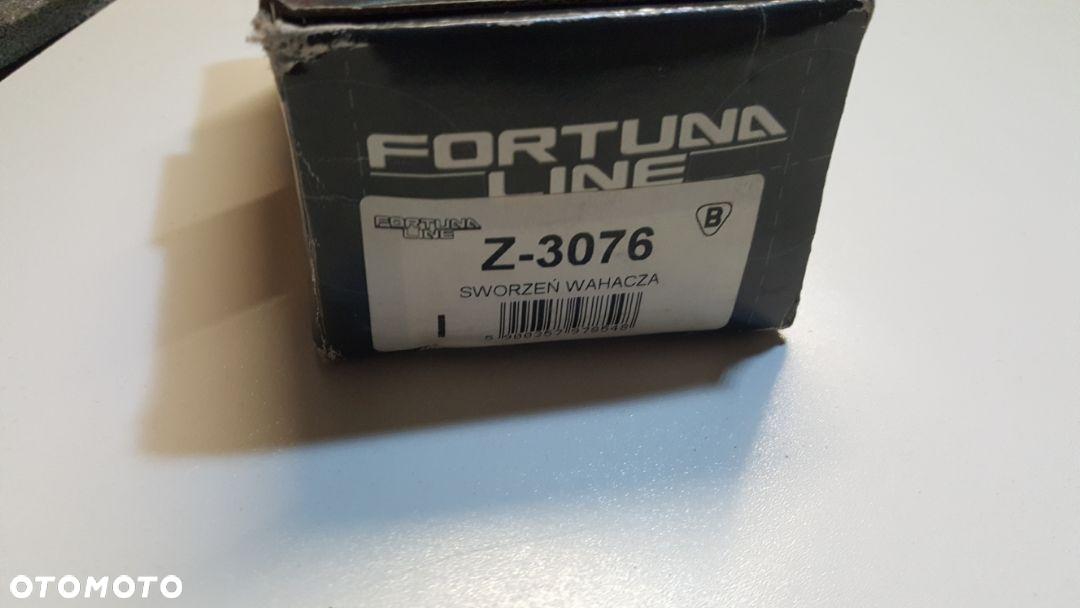 FORTUNA
LINE
FORTUNA
LINE
B
Z-3076
SWORZEŃ WAHACZA
OTOMOTO